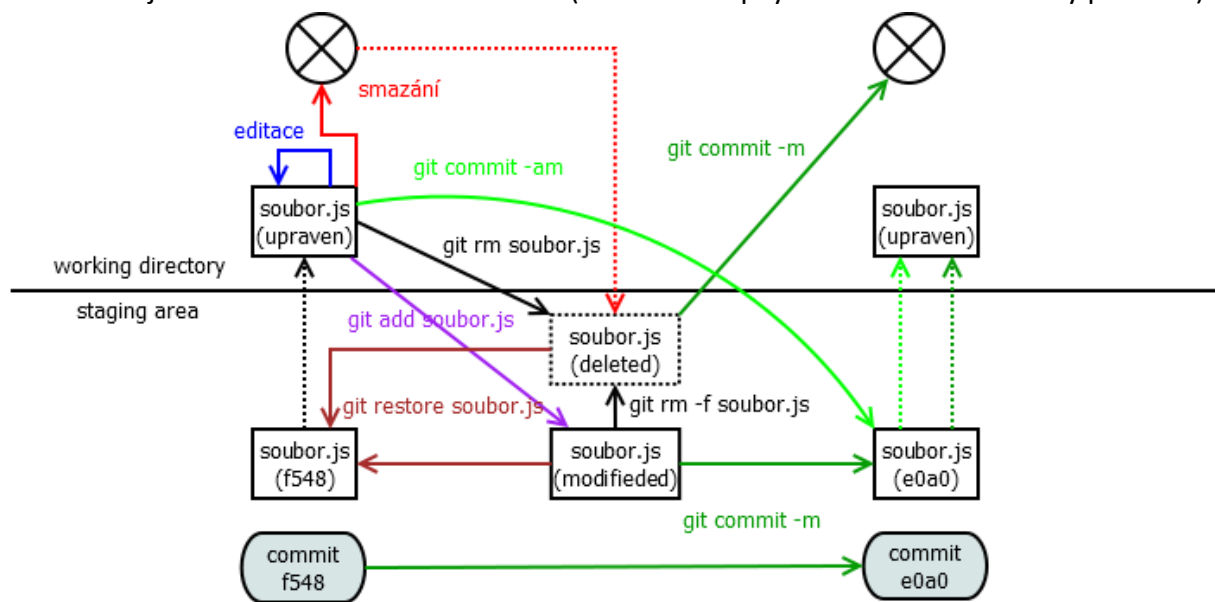 smazání
editace
git commit -m
git commit -am
soubor.js
(upraven)
soubor.js
(upraven)
git rm soubor.js
working directory
staging area
git add soubor.js
soubor.js
(deleted)
git restore soubor.js
git rm -f soubor.js
soubor.js
(f548)
soubor.js
(modifieded)
soubor.js
(e0a0)
git commit -m
commit
f548
commit
e0a0